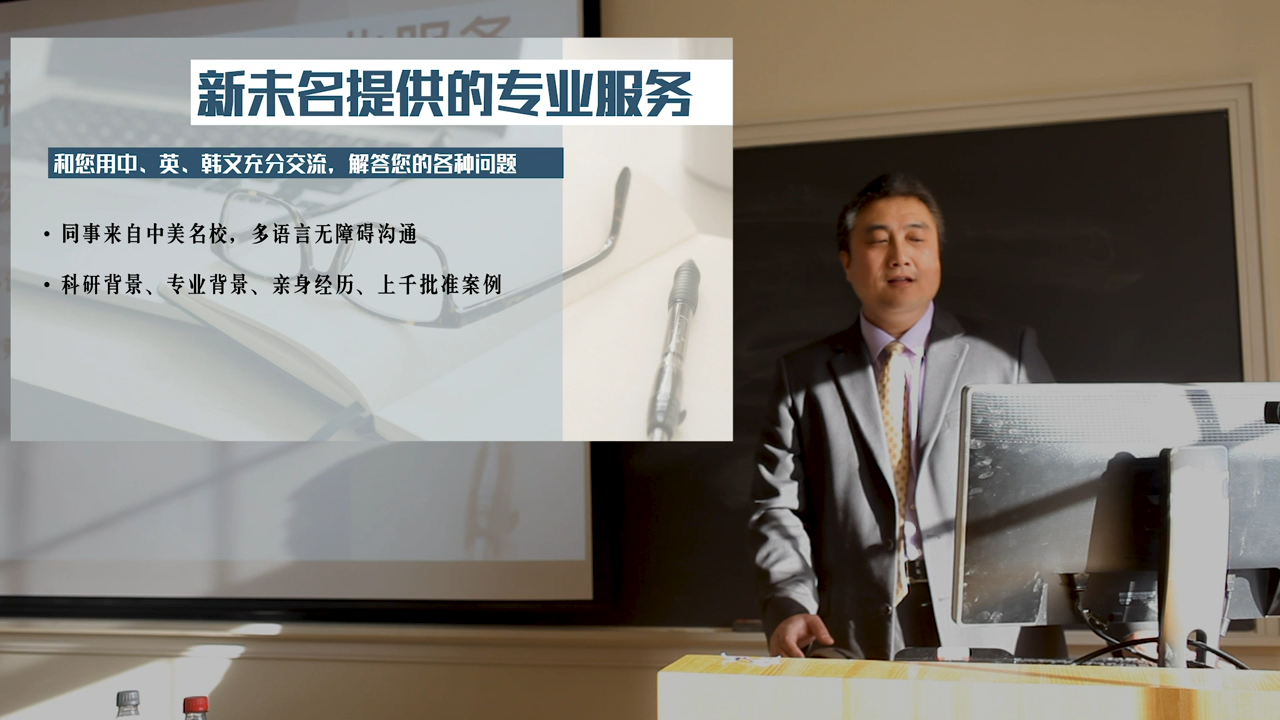 新未名提供的专业服务
和您用中、英、韩文充分交流，解答您的各种问题
• 同事来自中美名校，多语言无障碍沟通
• 科研背景、专业背景、亲身经历、上千批准案例